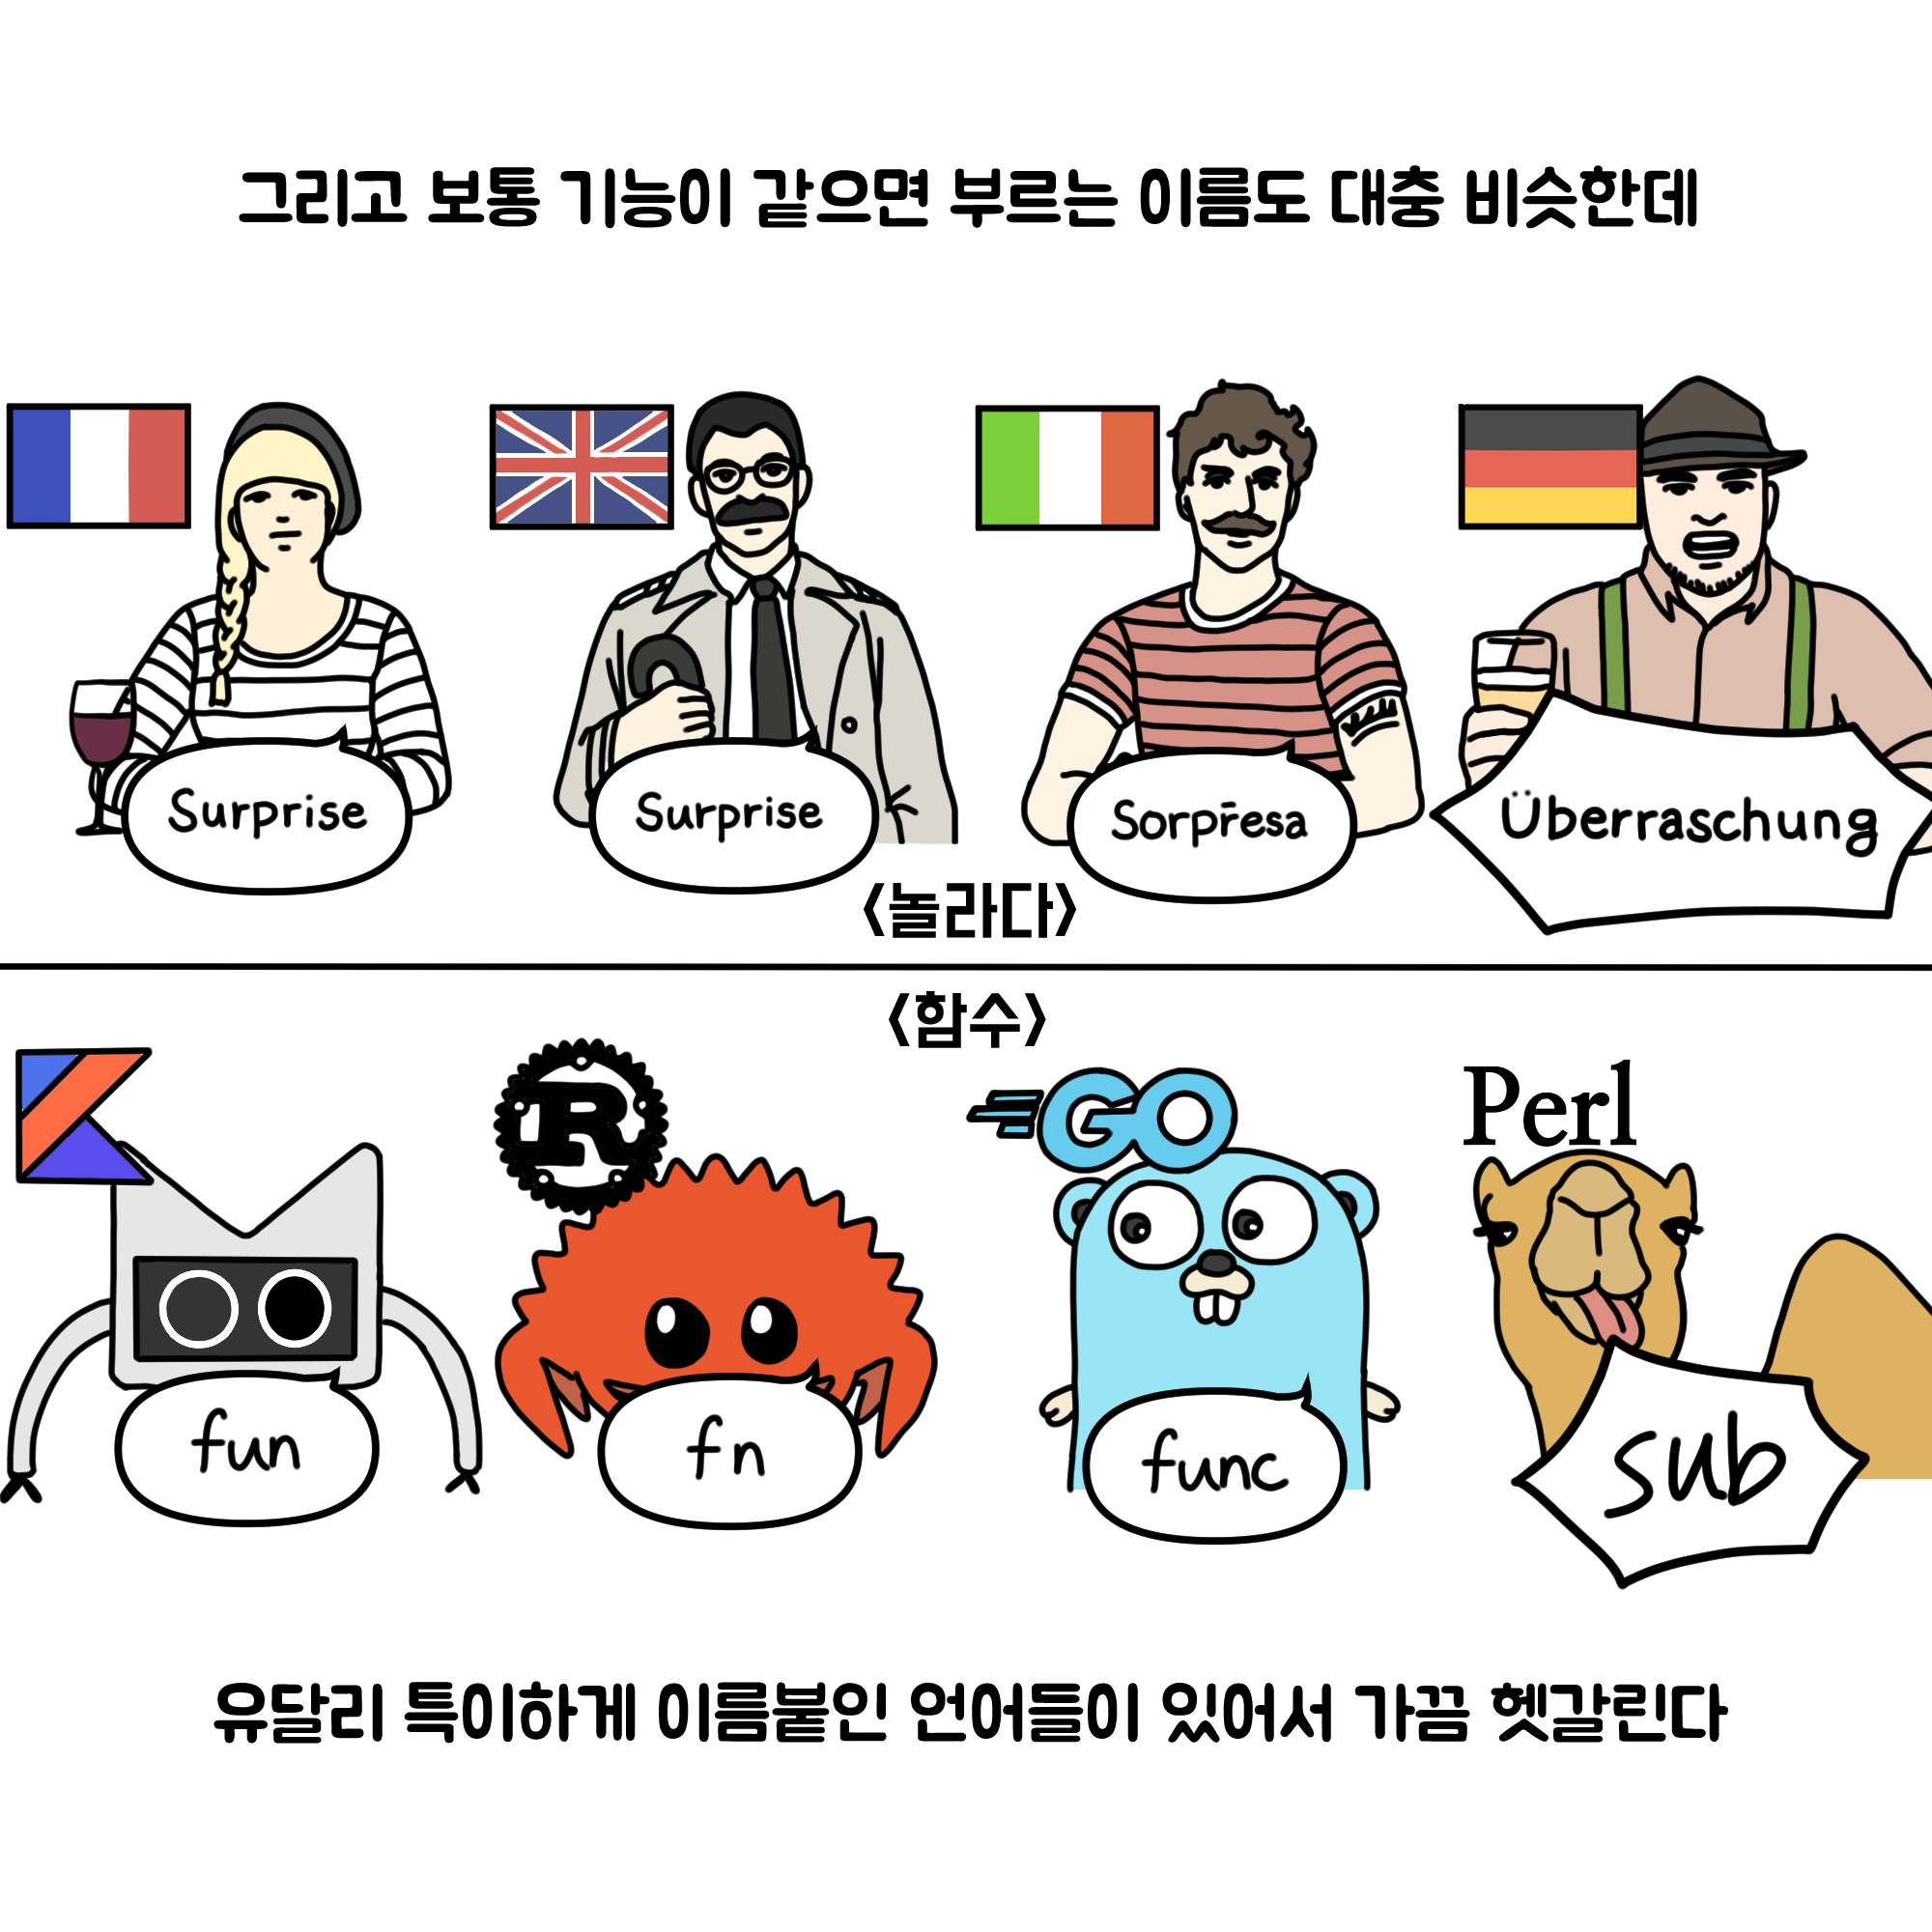 그리고 보통 기능이 같으면 부르는 이름도 대충 비슷한데
Surprise
Surprise
Sorpresa
Überraschung
<놀라다>
<함수>
R
GO
Perl
fun
fn
func
sub
유달리 특이하게 이름붙인 언어들이 있어서 가끔 헷갈린다